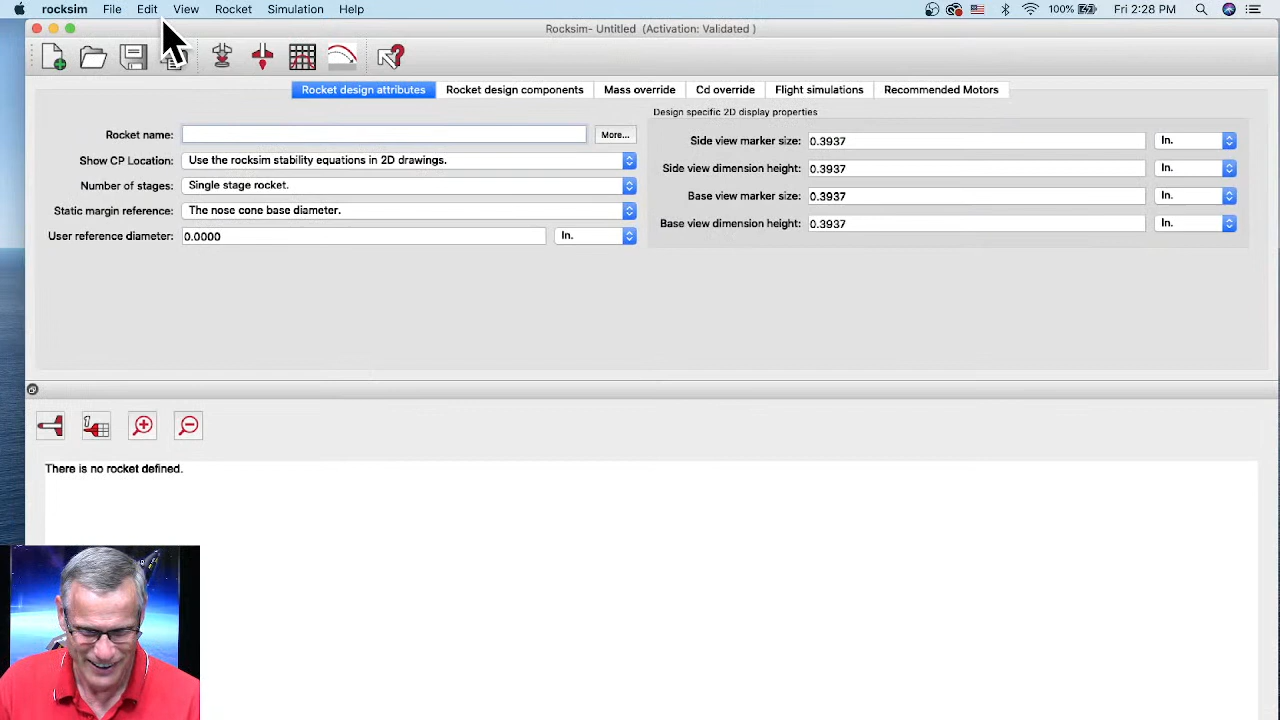 rocksim File Edit View Rocket Simulation Help 100% Fri 2:28 PM
Rocksim- Untitled (Activation: Validated )
Rocket design attributes Rocket design components Mass override Cd override Flight simulations Recommended Motors
Rocket name: More...
Show CP Location: Use the rocksim stability equations in 2D drawings.
Number of stages: Single stage rocket.
Static margin reference: The nose cone base diameter.
User reference diameter: 0.0000 In.
Design specific 2D display properties
Side view marker size: 0.3937 In.
Side view dimension height: 0.3937 In.
Base view marker size: 0.3937 In.
Base view dimension height: 0.3937 In.
There is no rocket defined.